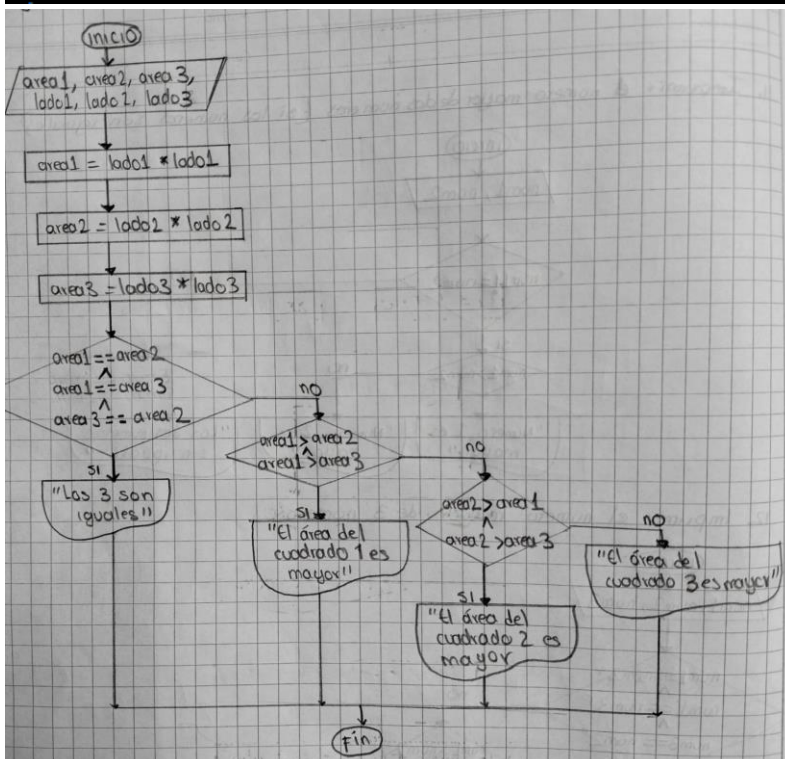 inicio
area1, area2, area3,
lado1, lado2, lado3
area1 = lado1 * lado1
area2 = lado2 * lado2
area3 = lado3 * lado3
area1 == area2
^
area1 == area3
^
area3 == area2
si
"Las 3 son
iguales"
no
area1 > area2
^
area1 > area3
si
"El área del
cuadrado 1 es
mayor"
no
area2 > area1
^
area2 > area3
si
"El área del
cuadrado 2 es
mayor
no
"El área del
cuadrado 3 es mayor"
Fin